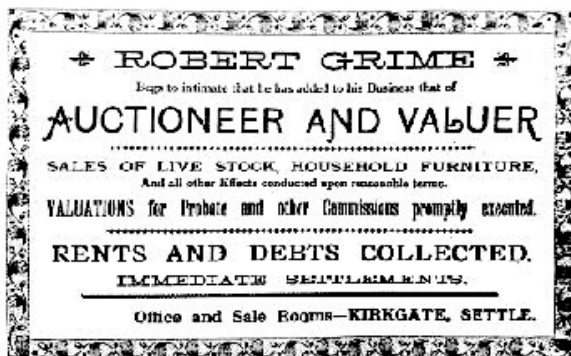 ROBERT GRIME
Begs to intimate that he has added to his Business that of
AUCTIONEER AND VALUER
SALES OF LIVE STOCK, HOUSEHOLD FURNITURE,
And all other Effects conducted upon reasonable terms.
VALUATIONS for Probate and other Commissions promptly executed.
RENTS AND DEBTS COLLECTED.
IMMEDIATE SETTLEMENTS.
Office and Sale Rooms—KIRKGATE, SETTLE.